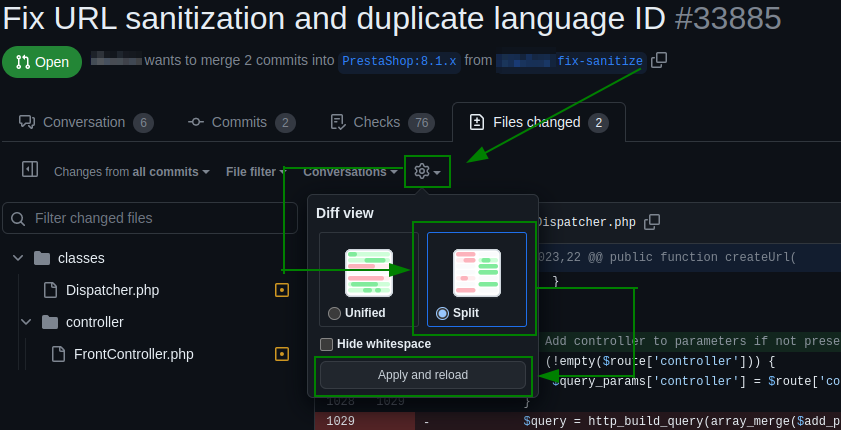 Fix URL sanitization and duplicate language ID #33885
Open wants to merge 2 commits into PrestaShop:8.1.x from fix-sanitize
Conversation 6 Commits 2 Checks 76 Files changed 2
Changes from all commits File filter Conversations
Filter changed files
Diff view
Unified
Split
Hide whitespace
Apply and reload
classes
Dispatcher.php
controller
FrontController.php
Dispatcher.php
023,22 @@ public function createUrl(
}
Add controller to parameters if not prese
(!empty($route['controller'])) {
$query_params['controller'] = $route['co
1028 1029 }
1029 - $query = http_build_query(array_merge($add_p